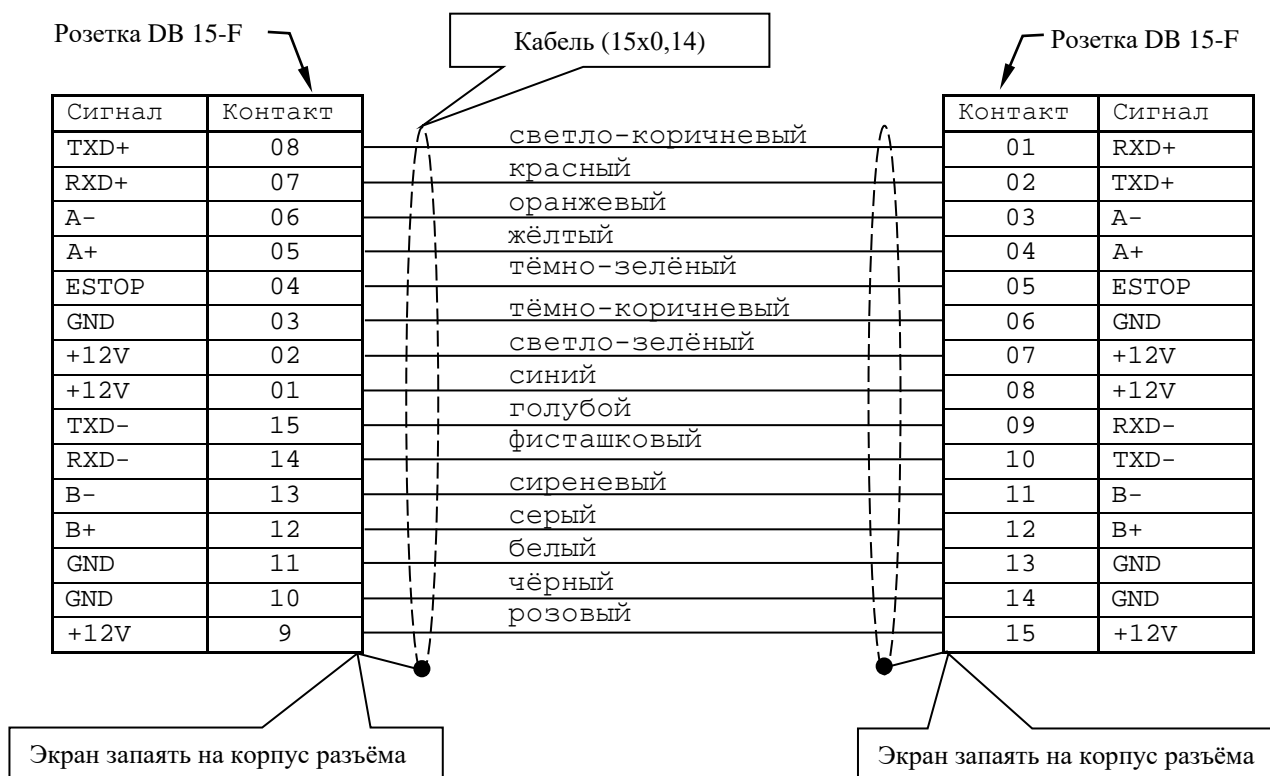 Розетка DB 15-F Кабель (15x0,14) Розетка DB 15-F
Сигнал Контакт Контакт Сигнал
TXD+ 08 светло-коричневый 01 RXD+
RXD+ 07 красный 02 TXD+
A- 06 оранжевый 03 A-
A+ 05 жёлтый 04 A+
ESTOP 04 тёмно-зелёный 05 ESTOP
GND 03 тёмно-коричневый 06 GND
+12V 02 светло-зелёный 07 +12V
+12V 01 синий 08 +12V
TXD- 15 голубой 09 RXD-
RXD- 14 фисташковый 10 TXD-
B- 13 сиреневый 11 B-
B+ 12 серый 12 B+
GND 11 белый 13 GND
GND 10 чёрный 14 GND
+12V 9 розовый 15 +12V
Экран запаять на корпус разъёма Экран запаять на корпус разъёма